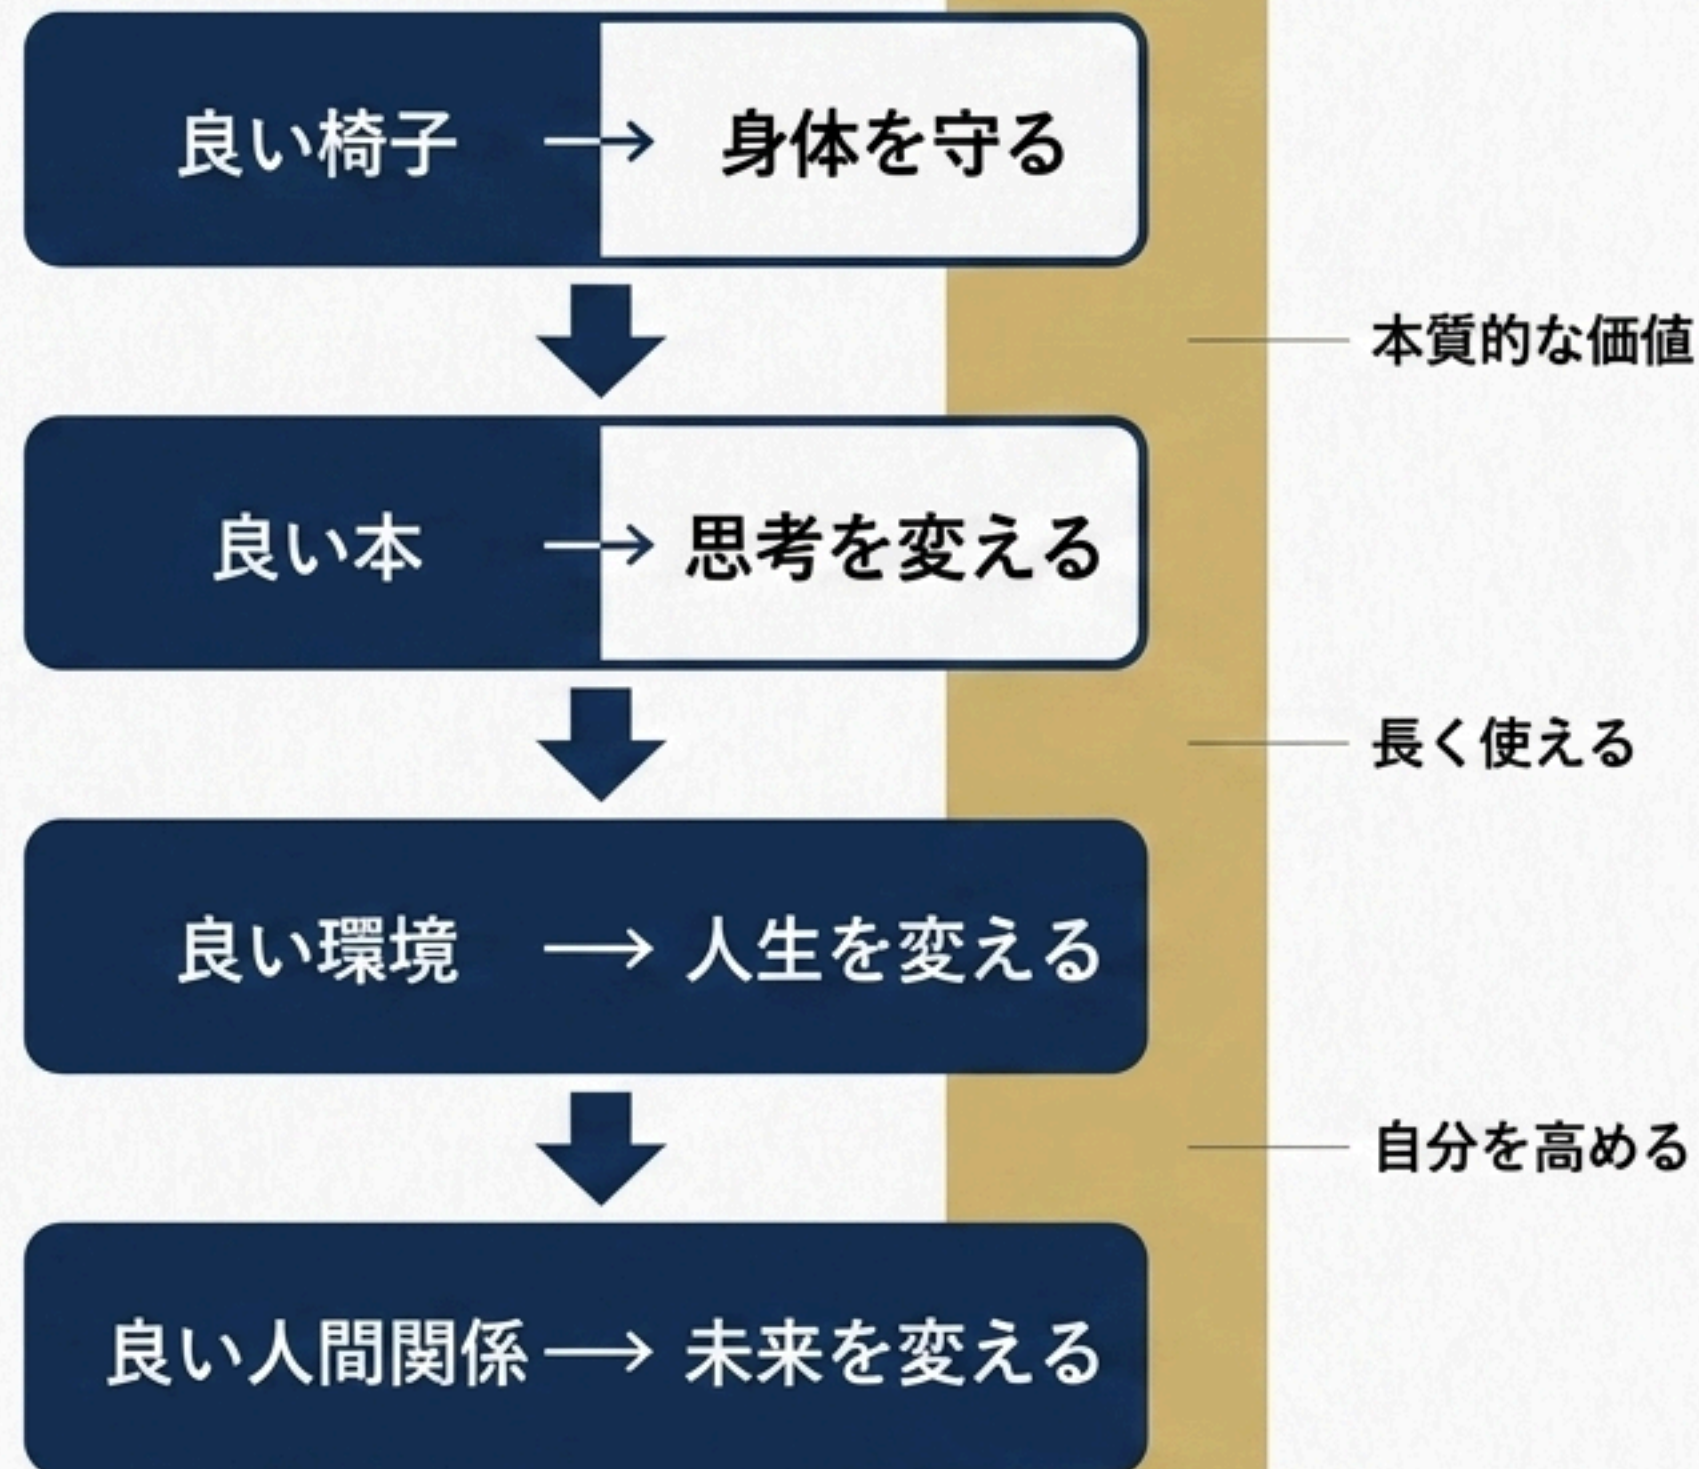 良い椅子 → 身体を守る
本質的な価値
良い本 → 思考を変える
長く使える
良い環境 → 人生を変える
自分を高める
良い人間関係 → 未来を変える